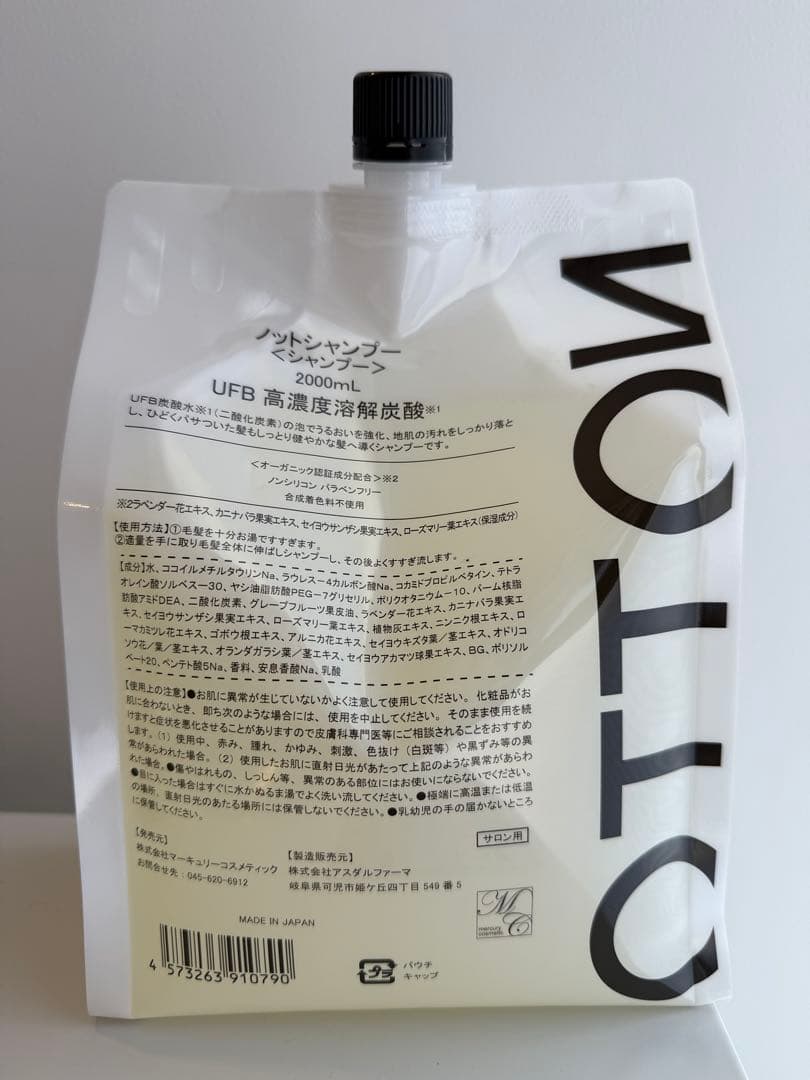 ノットシャンプー
<シャンプー>
2000mL
UFB 高濃度溶解炭酸※1
UFB炭酸水※1(二酸化炭素)の泡でうるおいを強化、地肌の汚れをしっかり落と
し、ひどくパサついた髪もしっとり健やかな髪へ導くシャンプーです。
<オーガニック認証成分配合>※2
ノンシリコン パラベンフリー
合成着色料不使用
※2ラベンダー花エキス、カニナバラ果実エキス、セイヨウサンザシ果実エキス、ローズマリー葉エキス(保湿成分)
【使用方法】①毛髪を十分お湯ですすぎます。
②適量を手に取り毛髪全体に伸ばしシャンプーし、その後よくすすぎ流します。
【成分】水、ココイルメチルタウリンNa、ラウレス-4カルボン酸Na、コカミドプロピルベタイン、テトラ
オレイン酸ソルベス-30、ヤシ油脂肪酸PEG-7グリセリル、ポリクオタニウム-10、パーム核脂
肪酸アミドDEA、二酸化炭素、グレープフルーツ果皮油、ラベンダー花エキス、カニナバラ果実エ
キス、セイヨウサンザシ果実エキス、ローズマリー葉エキス、植物灰エキス、ニンニク根エキス、ロ
ーマカミツレ花エキス、ゴボウ根エキス、アルニカ花エキス、セイヨウキズタ葉/茎エキス、オドリコ
ソウ花/葉/茎エキス、オランダガラシ葉/茎エキス、セイヨウアカマツ球果エキス、BG、ポリソル
ベート20、ペンテト酸5Na、香料、安息香酸Na、乳酸
【使用上の注意】●お肌に異常が生じていないかよく注意して使用してください。化粧品がお
肌に合わないとき、即ち次のような場合には、使用を中止してください。そのまま使用を続
けますと症状を悪化させることがありますので皮膚科専門医等にご相談されることをおすすめ
します。(1)使用中、赤み、腫れ、かゆみ、刺激、色抜け(白斑等)や黒ずみ等の異
常があらわれた場合。(2)使用したお肌に直射日光があたって上記のような異常があらわ
れた場合。●傷やはれもの、しっしん等、異常のある部位にはお使いにならないでください。
●目に入った場合はすぐに水かぬるま湯でよく洗い流してください。●極端に高温または低温
の場所、直射日光のあたる場所には保管しないでください。●乳幼児の手の届かないところ
に保管してください。
サロン用
【発売元】
株式会社マーキュリーコスメティック
お問合せ先:045-620-6912
【製造販売元】
株式会社アスダルファーマ
岐阜県可児市姫ケ丘四丁目549番5
MADE IN JAPAN
4 573263 910790
プラ
パウチ
キャップ
MC
mercury
cosmetic
NOTTO